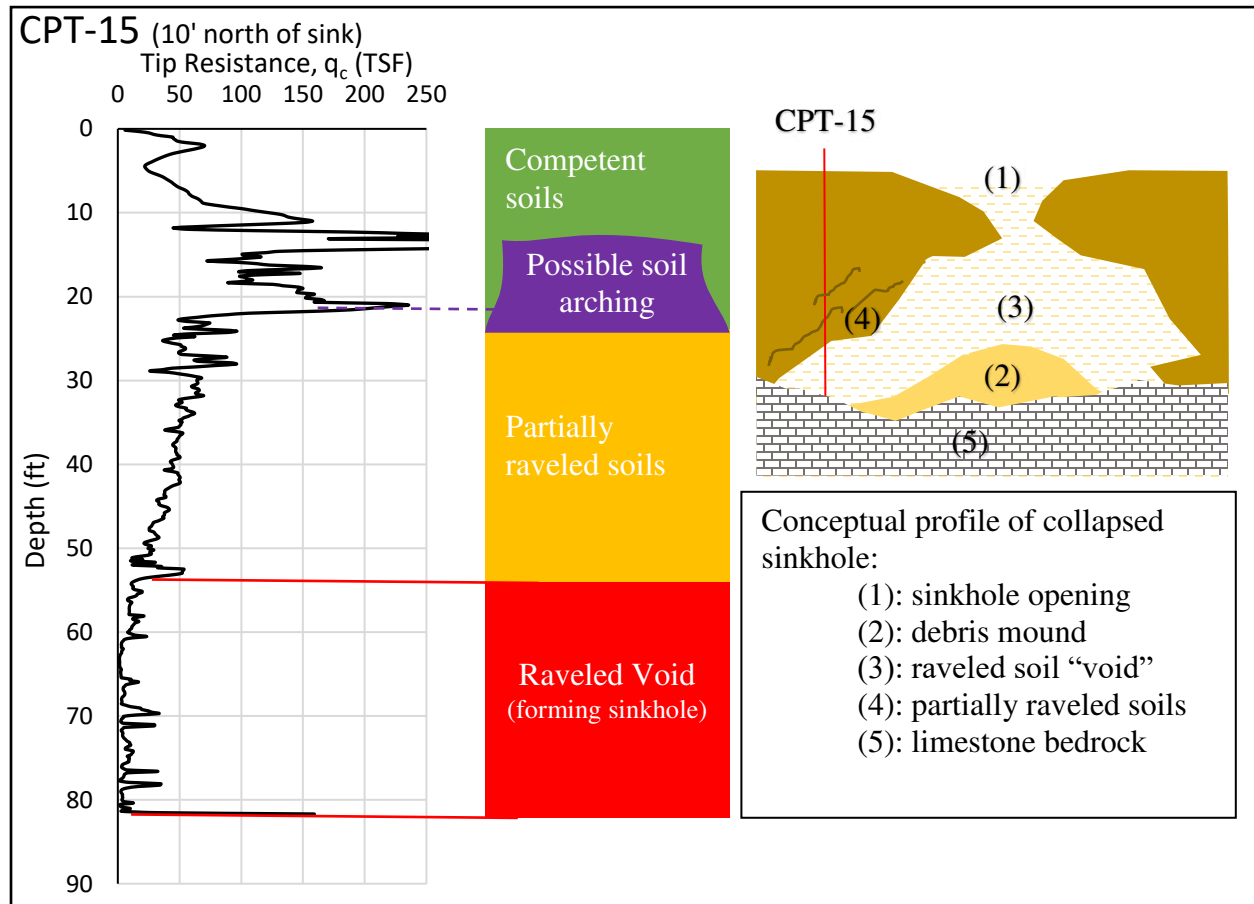 CPT-15 (10' north of sink)
Tip Resistance, qc (TSF)
0 50 100 150 200 250
0
10
20
30
40
50
60
70
80
90
Depth (ft)
Competent
soils
Possible soil
arching
Partially
raveled soils
Raveled Void
(forming sinkhole)
CPT-15
(1)
(3)
(4)
(2)
(5)
Conceptual profile of collapsed
sinkhole:
(1): sinkhole opening
(2): debris mound
(3): raveled soil “void”
(4): partially raveled soils
(5): limestone bedrock